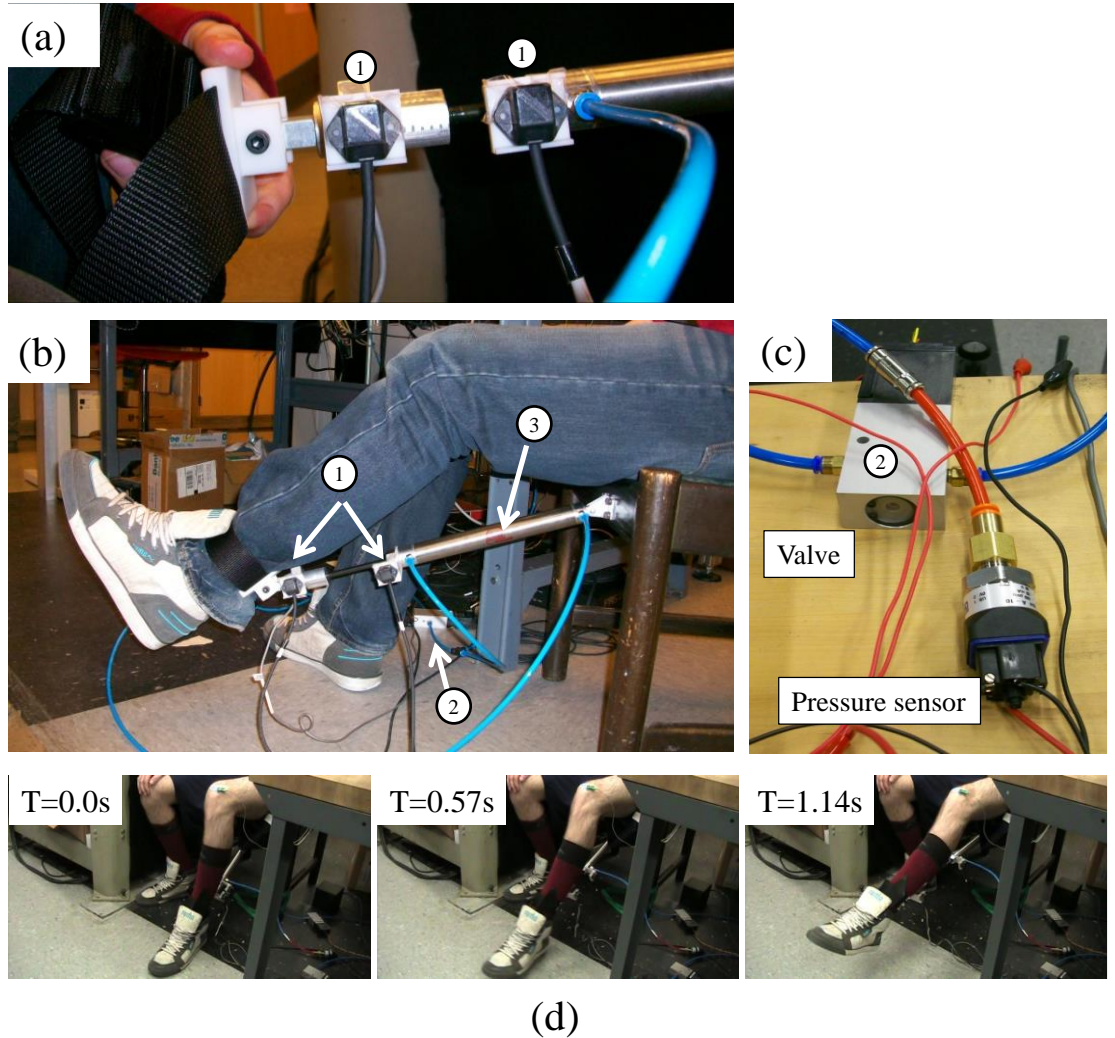 (a)
1
1
(b)
1
3
2
(c)
2
Valve
Pressure sensor
T=0.0s
T=0.57s
T=1.14s
(d)